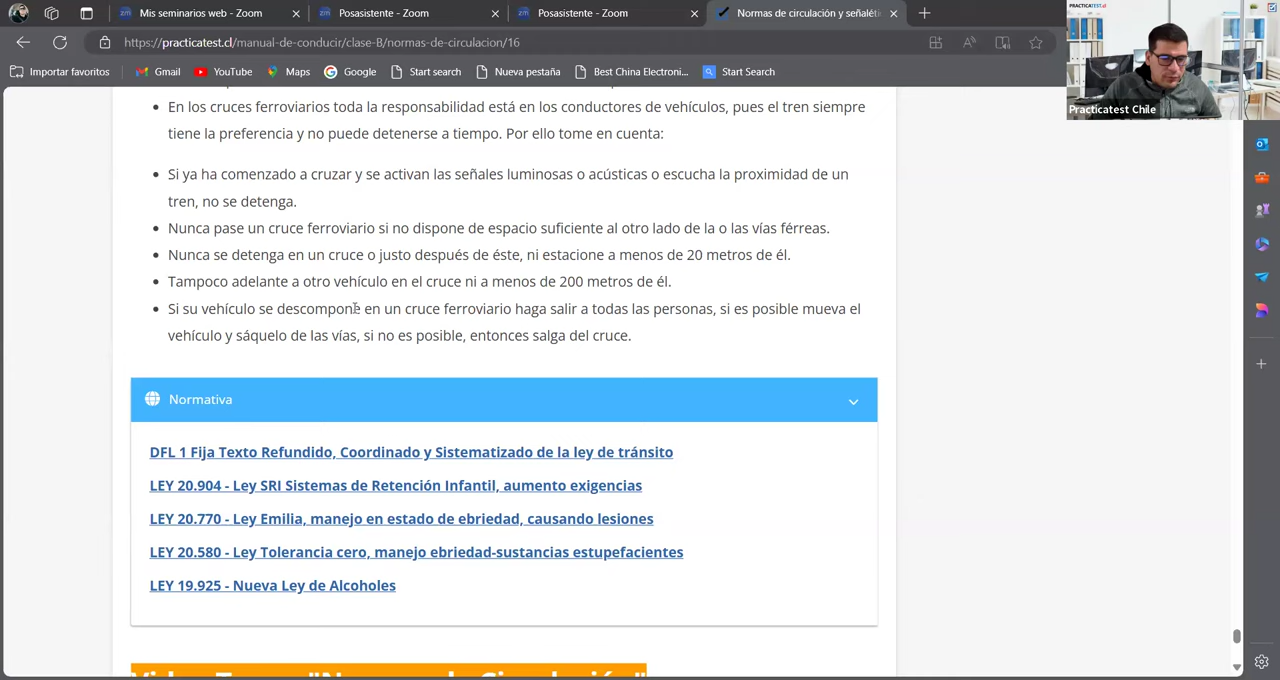 Mis seminarios web - Zoom
Posasistente - Zoom
Posasistente - Zoom
Normas de circulación y señaléti
https://practicatest.cl/manual-de-conducir/clase-B/normas-de-circulacion/16
Importar favoritos
Gmail
YouTube
Maps
Google
Start search
Nueva pestaña
Best China Electroni...
Start Search
PRACTICATEST.cl
Practicatest Chile
En los cruces ferroviarios toda la responsabilidad está en los conductores de vehículos, pues el tren siempre
tiene la preferencia y no puede detenerse a tiempo. Por ello tome en cuenta:
Si ya ha comenzado a cruzar y se activan las señales luminosas o acústicas o escucha la proximidad de un
tren, no se detenga.
Nunca pase un cruce ferroviario si no dispone de espacio suficiente al otro lado de la o las vías férreas.
Nunca se detenga en un cruce o justo después de éste, ni estacione a menos de 20 metros de él.
Tampoco adelante a otro vehículo en el cruce ni a menos de 200 metros de él.
Si su vehículo se descompone en un cruce ferroviario haga salir a todas las personas, si es posible mueva el
vehículo y sáquelo de las vías, si no es posible, entonces salga del cruce.
Normativa
DFL 1 Fija Texto Refundido, Coordinado y Sistematizado de la ley de tránsito
LEY 20.904 - Ley SRI Sistemas de Retención Infantil, aumento exigencias
LEY 20.770 - Ley Emilia, manejo en estado de ebriedad, causando lesiones
LEY 20.580 - Ley Tolerancia cero, manejo ebriedad-sustancias estupefacientes
LEY 19.925 - Nueva Ley de Alcoholes